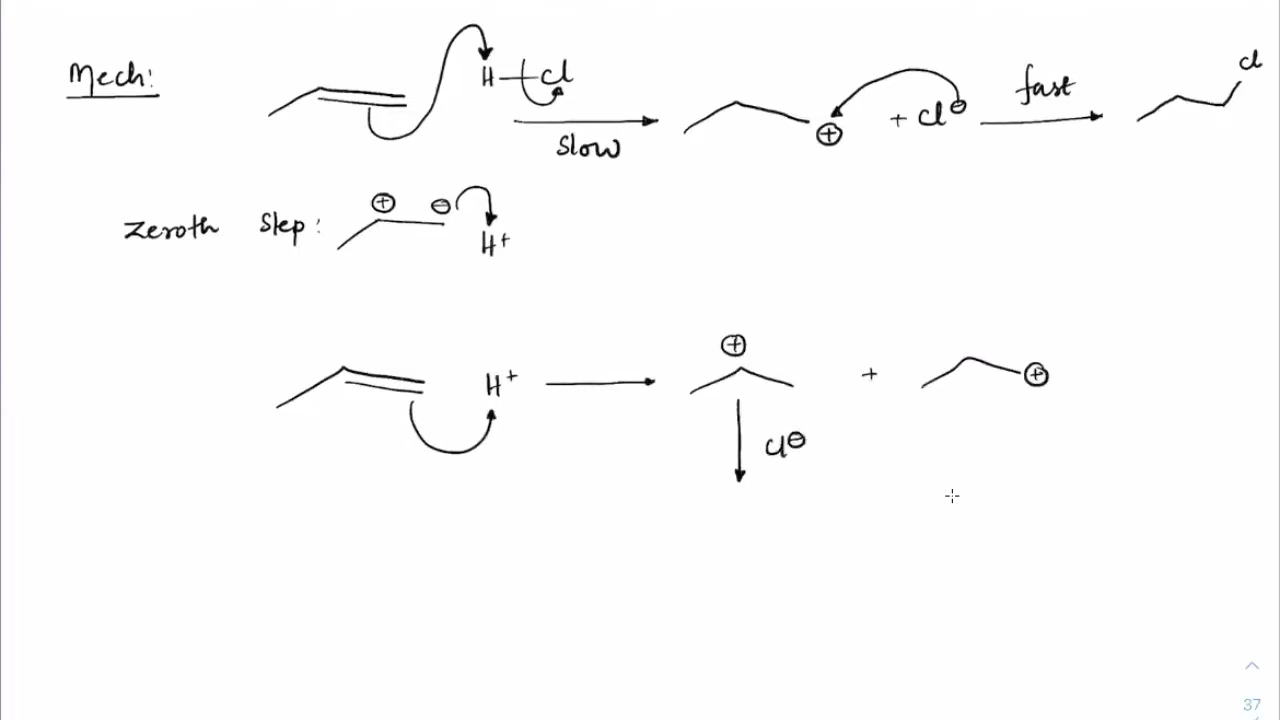 Mech:
H Cl
⊕ + Cl⊖
Cl
slow
fast
Zeroth Step: ⊕ ⊖
H+
H+
⊕ + ⊕
Cl⊖
37